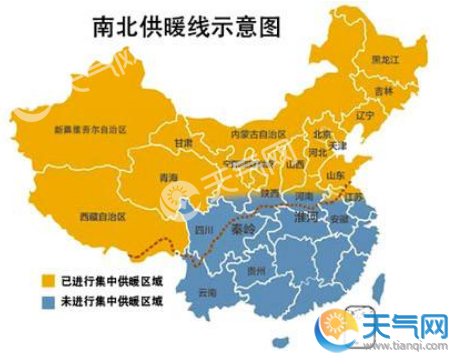 南北供暖线示意图
天气网
黑龙江
吉林
辽宁
新疆维吾尔自治区
内蒙古自治区
北京
天津
甘肃
河北
山西
宁夏回族自治区
山东
青海
天气网
陕西
河南
江苏
西藏自治区
四川
秦岭
淮河
安徽
贵州
云南
已进行集中供暖区域
未进行集中供暖区域
天气网
www.tianqi.com